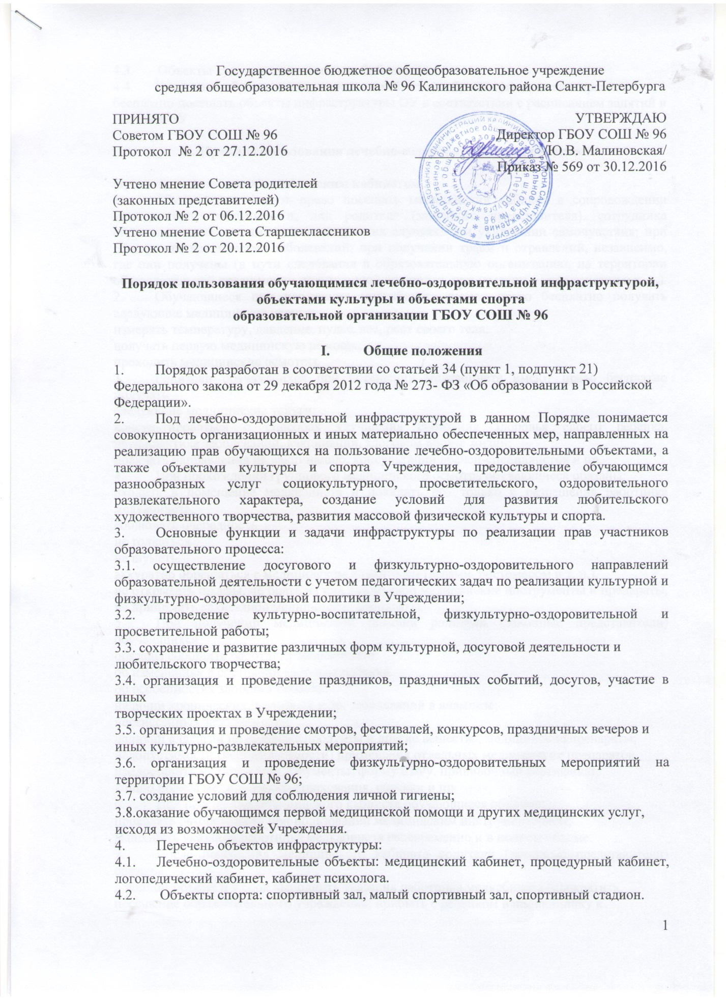 Государственное бюджетное общеобразовательное учреждение
средняя общеобразовательная школа № 96 Калининского района Санкт-Петербурга
ПРИНЯТО
Советом ГБОУ СОШ № 96
Протокол № 2 от 27.12.2016
УТВЕРЖДАЮ
Директор ГБОУ СОШ № 96
/Ю.В. Малиновская/
Приказ № 569 от 30.12.2016
Учтено мнение Совета родителей
(законных представителей)
Протокол № 2 от 06.12.2016
Учтено мнение Совета Старшеклассников
Протокол № 2 от 20.12.2016
Порядок пользования обучающимися лечебно-оздоровительной инфраструктурой,
объектами культуры и объектами спорта
образовательной организации ГБОУ СОШ № 96
I. Общие положения
1. Порядок разработан в соответствии со статьей 34 (пункт 1, подпункт 21)
Федерального закона от 29 декабря 2012 года № 273- ФЗ «Об образовании в Российской
Федерации».
2. Под лечебно-оздоровительной инфраструктурой в данном Порядке понимается
совокупность организационных и иных материально обеспеченных мер, направленных на
реализацию прав обучающихся на пользование лечебно-оздоровительными объектами, а
также объектами культуры и спорта Учреждения, предоставление обучающимся
разнообразных услуг социокультурного, просветительского, оздоровительного
развлекательного характера, создание условий для развития любительского
художественного творчества, развития массовой физической культуры и спорта.
3. Основные функции и задачи инфраструктуры по реализации прав участников
образовательного процесса:
3.1. осуществление досугового и физкультурно-оздоровительного направлений
образовательной деятельности с учетом педагогических задач по реализации культурной и
физкультурно-оздоровительной политики в Учреждении;
3.2. проведение культурно-воспитательной, физкультурно-оздоровительной и
просветительной работы;
3.3. сохранение и развитие различных форм культурной, досуговой деятельности и
любительского творчества;
3.4. организация и проведение праздников, праздничных событий, досугов, участие в
иных
творческих проектах в Учреждении;
3.5. организация и проведение смотров, фестивалей, конкурсов, праздничных вечеров и
иных культурно-развлекательных мероприятий;
3.6. организация и проведение физкультурно-оздоровительных мероприятий на
территории ГБОУ СОШ № 96;
3.7. создание условий для соблюдения личной гигиены;
3.8.оказание обучающимся первой медицинской помощи и других медицинских услуг,
исходя из возможностей Учреждения.
4. Перечень объектов инфраструктуры:
4.1. Лечебно-оздоровительные объекты: медицинский кабинет, процедурный кабинет,
логопедический кабинет, кабинет психолога.
4.2. Объекты спорта: спортивный зал, малый спортивный зал, спортивный стадион.
1